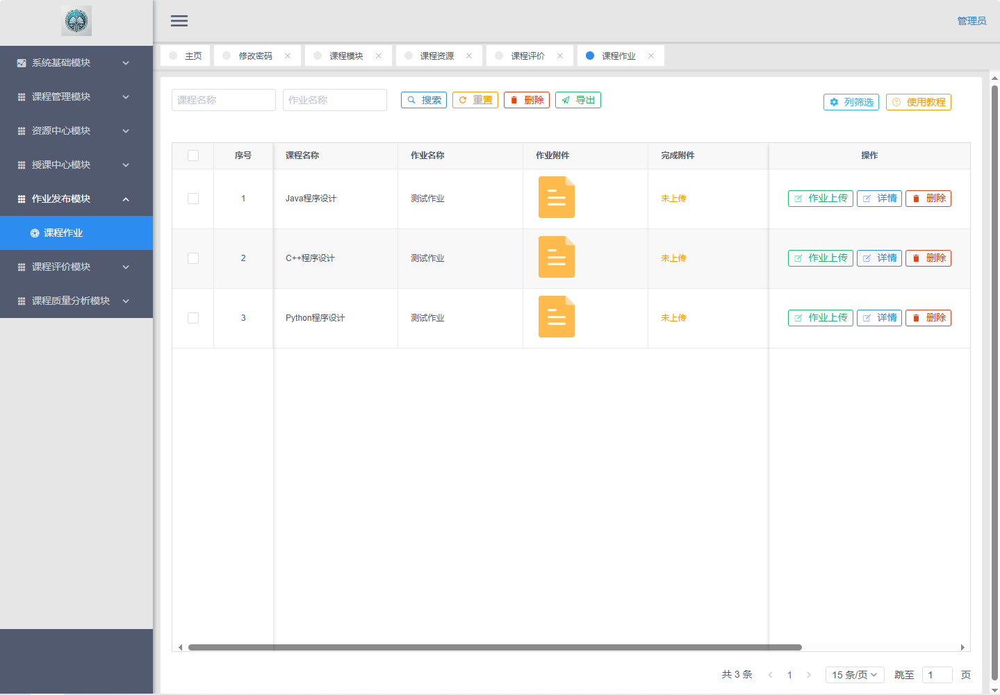 管理员
系统基础模块
课程管理模块
资源中心模块
授课中心模块
作业发布模块
课程作业
课程评价模块
课程质量分析模块
主页 修改密码 课程模块 课程资源 课程评价 课程作业
课程名称 作业名称 搜索 重置 删除 导出 列筛选 使用教程
序号 课程名称 作业名称 作业附件 完成附件 操作
1 Java程序设计 测试作业 未上传 作业上传 详情 删除
2 C++程序设计 测试作业 未上传 作业上传 详情 删除
3 Python程序设计 测试作业 未上传 作业上传 详情 删除
共 3 条 1 15 条/页 跳至 1 页